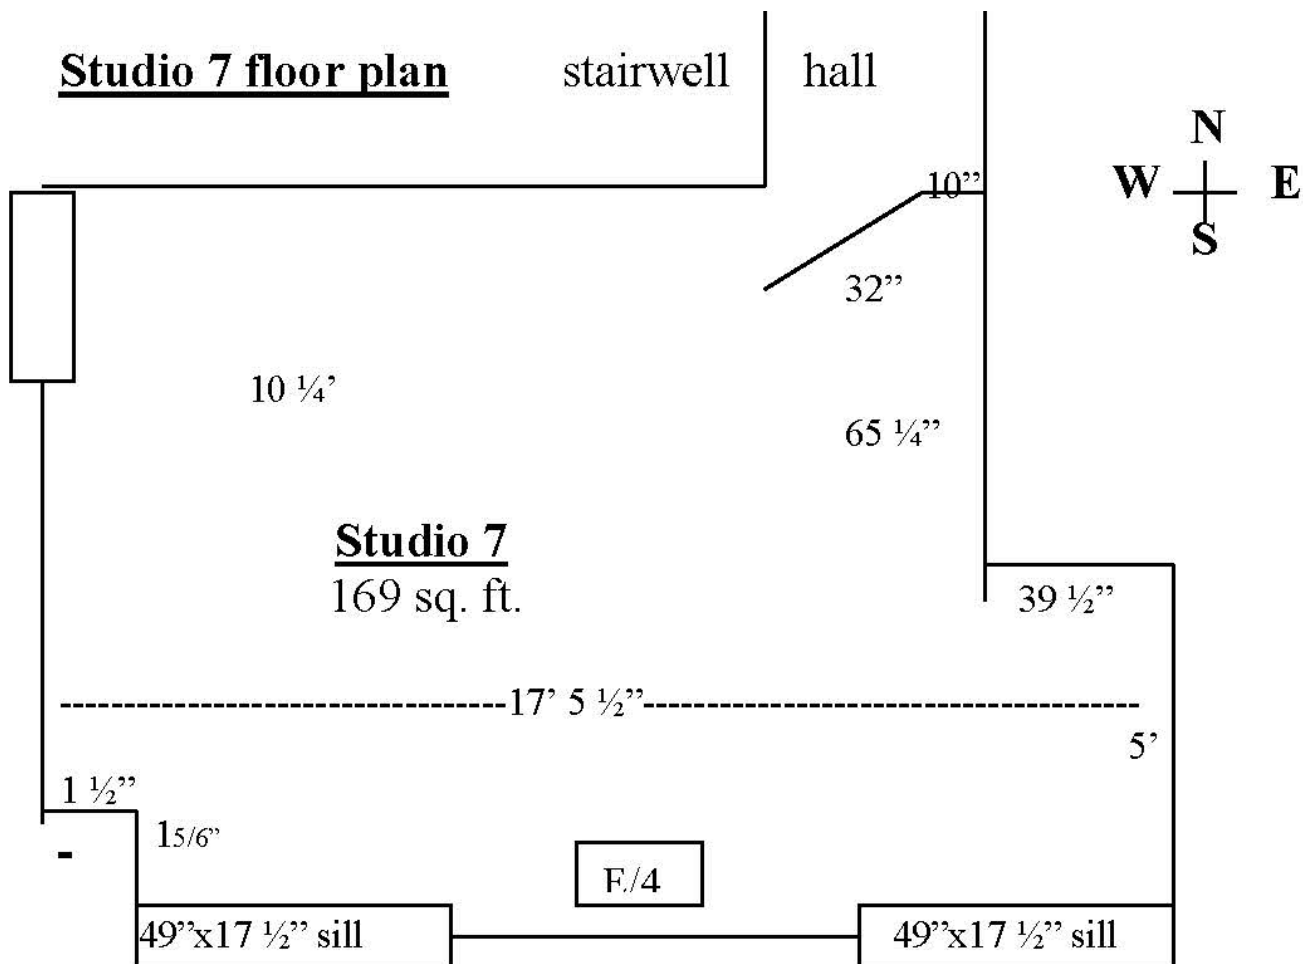 Studio 7 floor plan
stairwell
hall
N
W E
S
10”
32”
10 ¼’
65 ¼”
Studio 7
169 sq. ft.
39 ½”
17’ 5 ½”
5’
1 ½”
15/6”
E/4
49”x17 ½” sill
49”x17 ½” sill